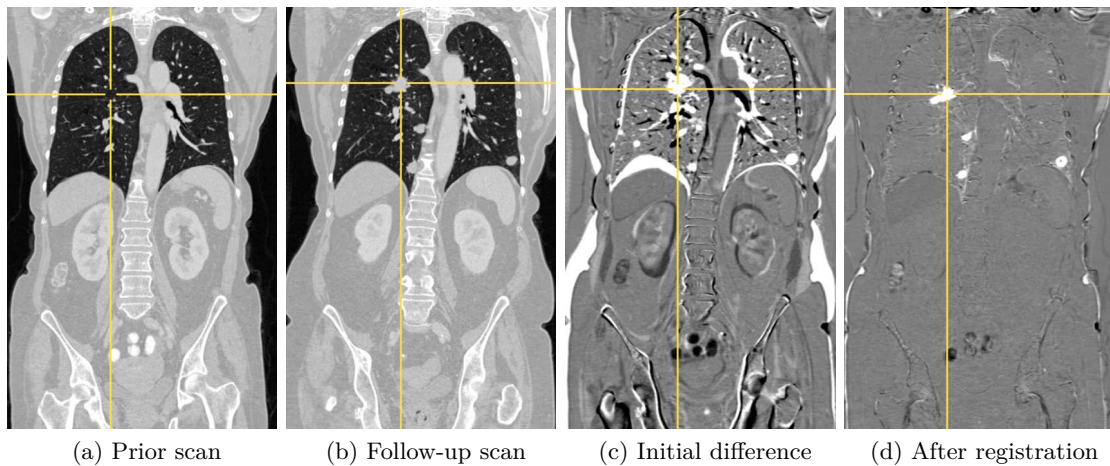 (a) Prior scan
(b) Follow-up scan
(c) Initial difference
(d) After registration